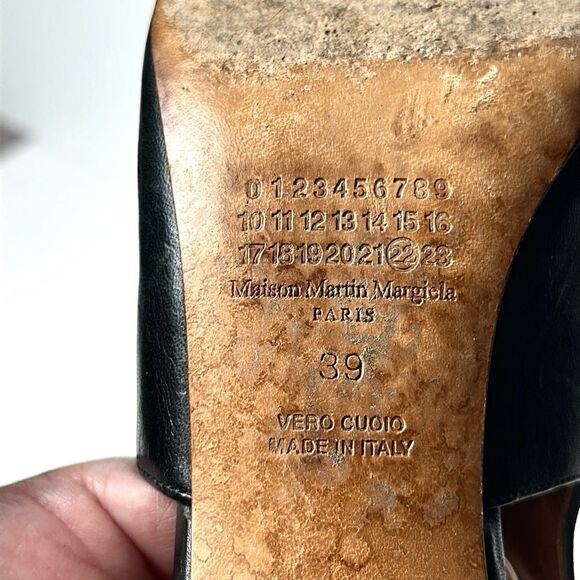 0 1 2 3 4 5 6 7 8 9
10 11 12 13 14 15 16
17 18 19 20 21 22 23
Maison Martin Margiela
PARIS
39
VERO CUOIO
MADE IN ITALY